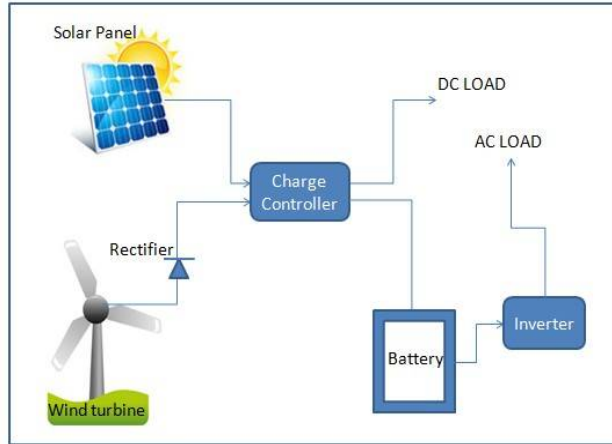 Solar Panel
DC LOAD
AC LOAD
Charge
Controller
Rectifier
Inverter
Battery
Wind turbine